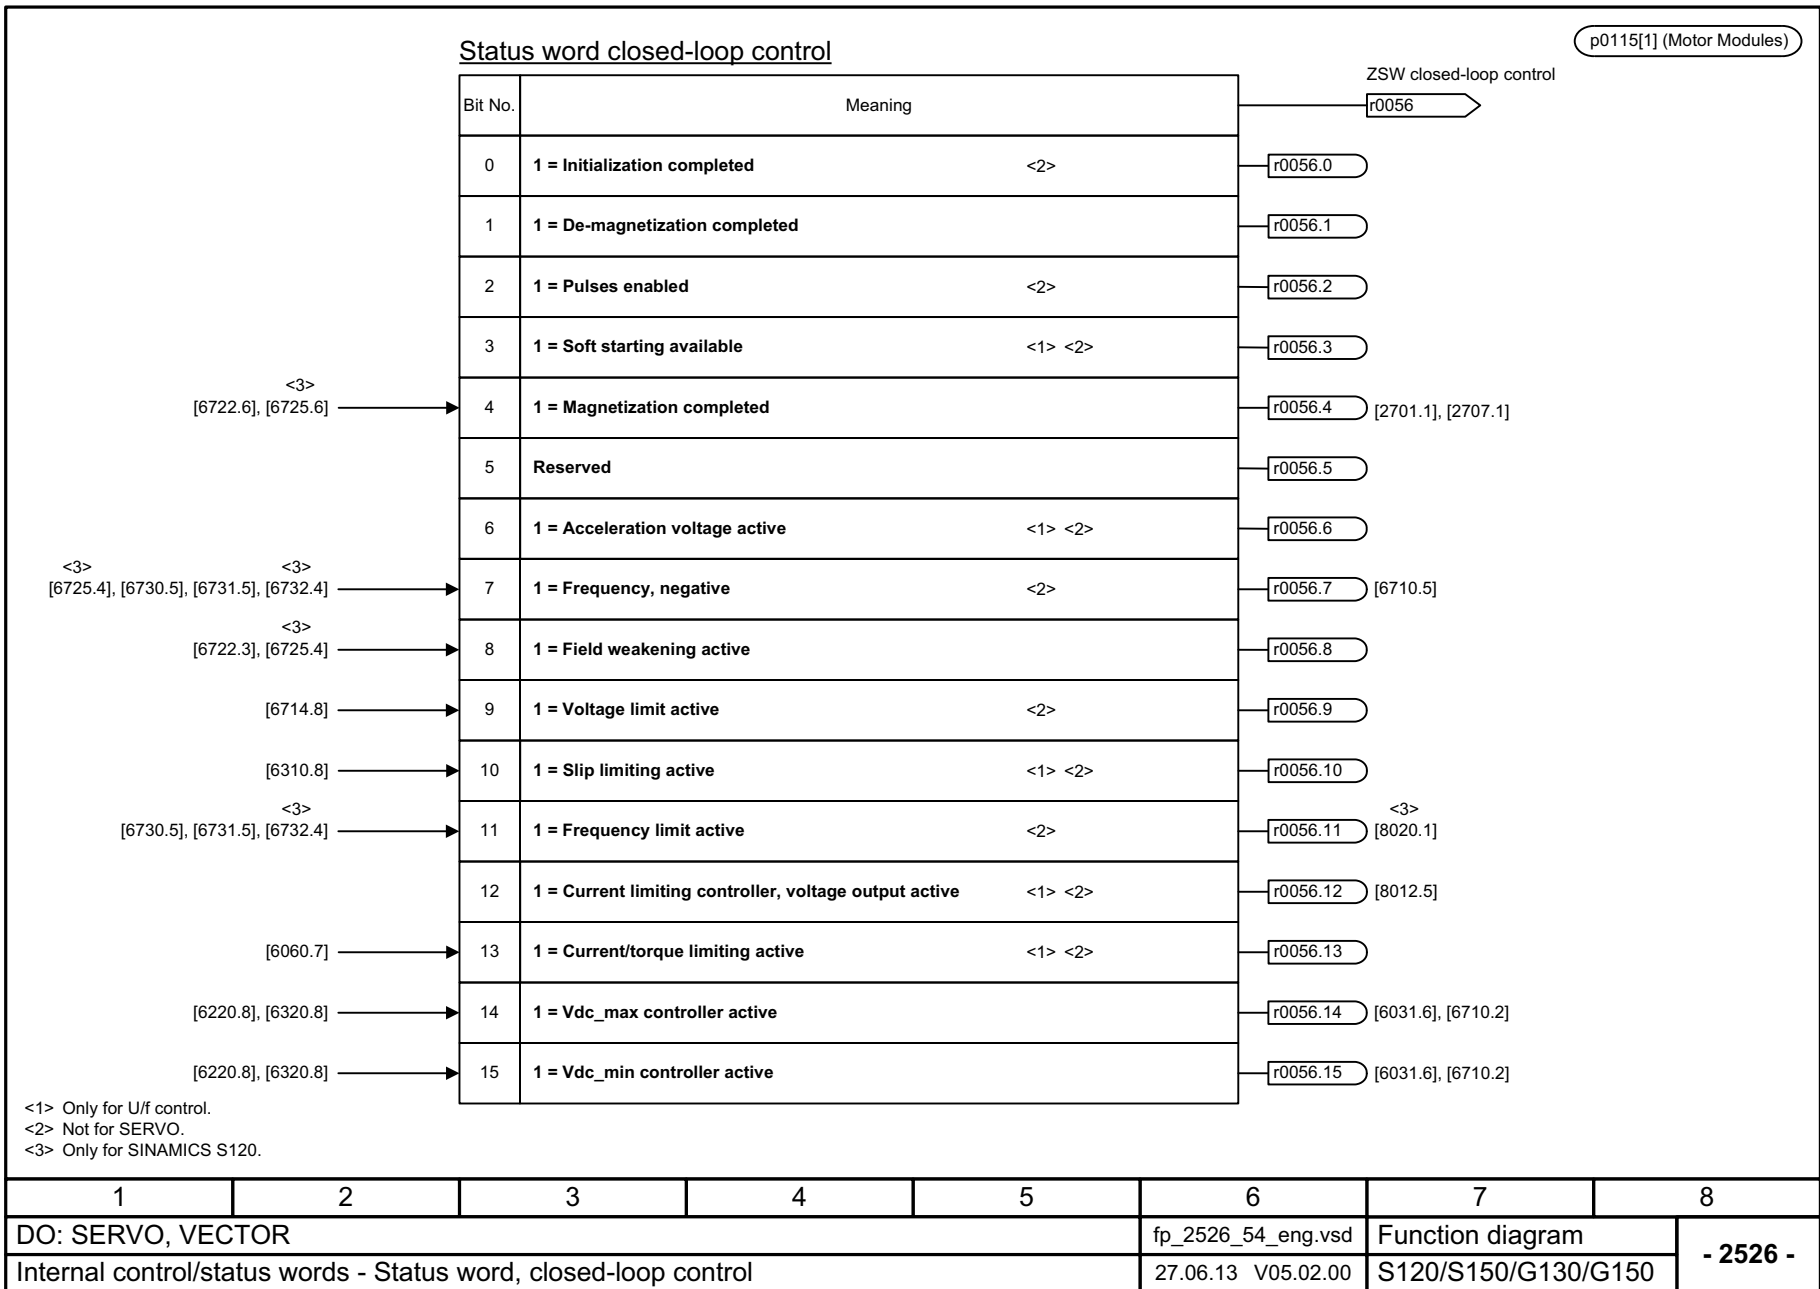 p0115[1] (Motor Modules)
Status word closed-loop control
ZSW closed-loop control
Bit No. Meaning r0056
0 1 = Initialization completed <2> r0056.0
1 1 = De-magnetization completed r0056.1
2 1 = Pulses enabled <2> r0056.2
3 1 = Soft starting available <1> <2> r0056.3
<3>
[6722.6], [6725.6] 4 1 = Magnetization completed r0056.4 [2701.1], [2707.1]
5 Reserved r0056.5
6 1 = Acceleration voltage active <1> <2> r0056.6
<3> <3>
[6725.4], [6730.5], [6731.5], [6732.4] 7 1 = Frequency, negative <2> r0056.7 [6710.5]
<3>
[6722.3], [6725.4] 8 1 = Field weakening active r0056.8
[6714.8] 9 1 = Voltage limit active <2> r0056.9
[6310.8] 10 1 = Slip limiting active <1> <2> r0056.10
<3> <3>
[6730.5], [6731.5], [6732.4] 11 1 = Frequency limit active <2> r0056.11 [8020.1]
12 1 = Current limiting controller, voltage output active <1> <2> r0056.12 [8012.5]
[6060.7] 13 1 = Current/torque limiting active <1> <2> r0056.13
[6220.8], [6320.8] 14 1 = Vdc_max controller active r0056.14 [6031.6], [6710.2]
[6220.8], [6320.8] 15 1 = Vdc_min controller active r0056.15 [6031.6], [6710.2]
<1> Only for U/f control.
<2> Not for SERVO.
<3> Only for SINAMICS S120.
1 2 3 4 5 6 7 8
DO: SERVO, VECTOR fp_2526_54_eng.vsd Function diagram - 2526 -
Internal control/status words - Status word, closed-loop control 27.06.13 V05.02.00 S120/S150/G130/G150